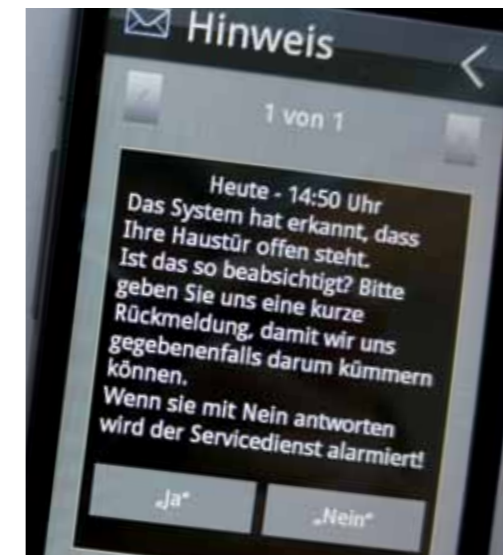 Hinweis
1 von 1
Heute - 14:50 Uhr
Das System hat erkannt, dass
Ihre Haustür offen steht.
Ist das so beabsichtigt? Bitte
geben Sie uns eine kurze
Rückmeldung, damit wir uns
gegebenenfalls darum kümmern
können.
Wenn sie mit Nein antworten
wird der Servicedienst alarmiert!
„Ja“ „Nein“